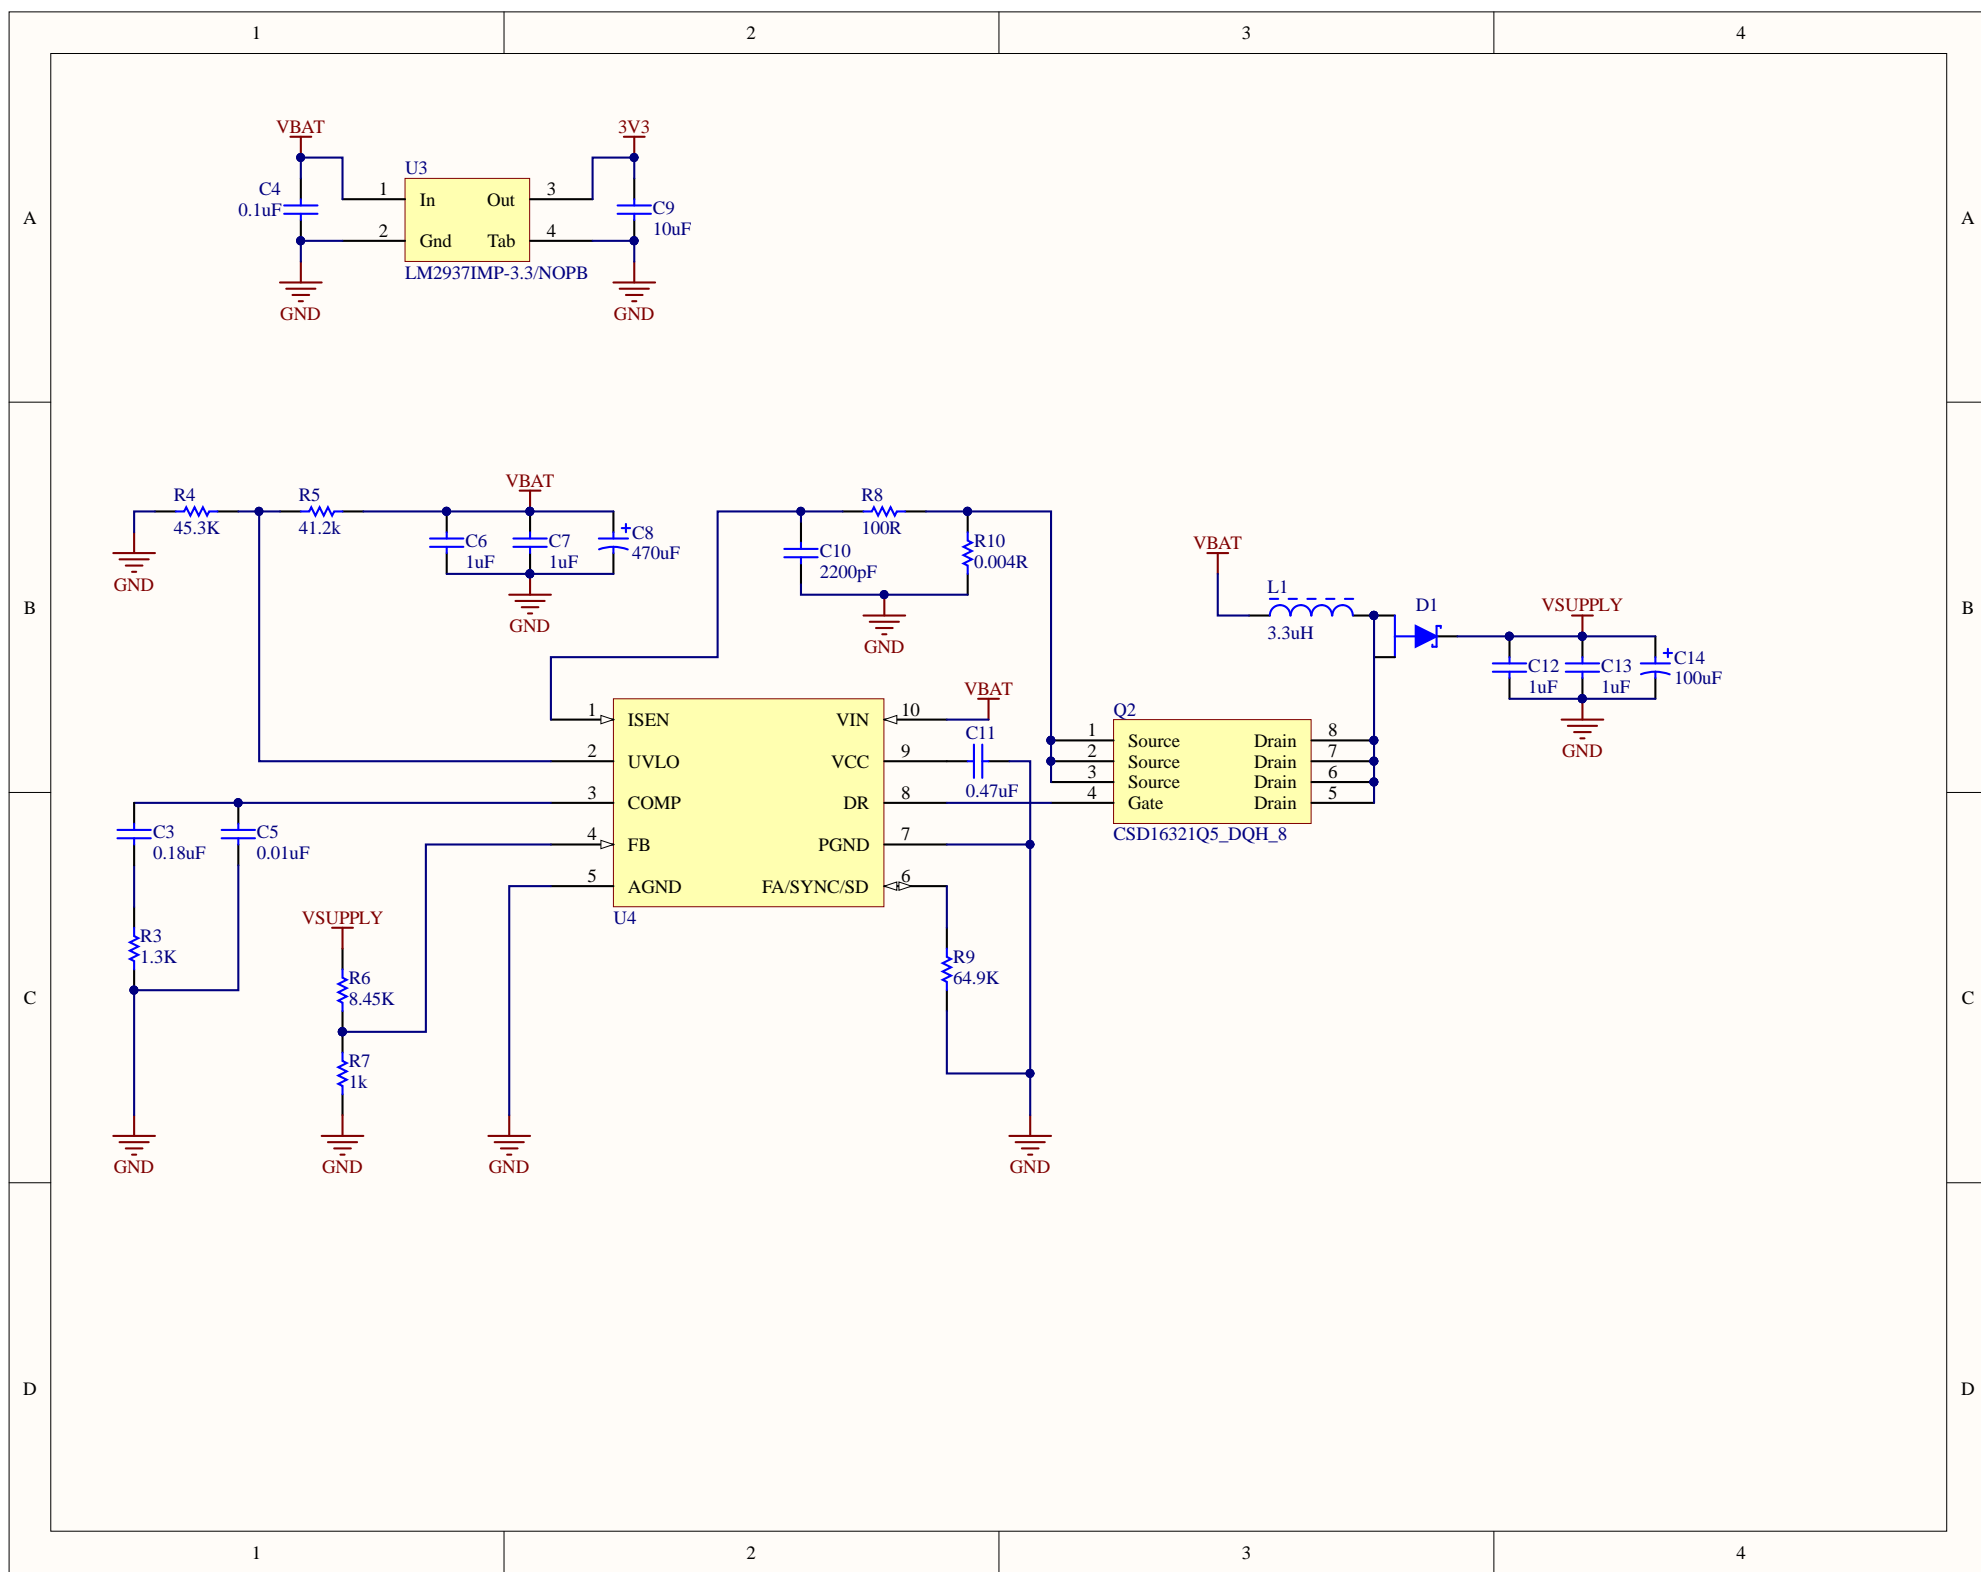 1 2 3 4
A A
VBAT 3V3
U3
C4
0.1uF
1 In Out 3
2 Gnd Tab 4
C9
10uF
LM2937IMP-3.3/NOPB
GND GND
B B
R4
45.3K
R5
41.2k
VBAT
GND
C6
1uF
C7
1uF
+ C8
470uF
GND
R8
100R
C10
2200pF
R10
0.004R
GND
VBAT
L1
3.3uH
D1
VSUPPLY
C12
1uF
C13
1uF
+ C14
100uF
GND
1 ISEN VIN 10
2 UVLO VCC 9
3 COMP DR 8
4 FB PGND 7
5 AGND FA/SYNC/SD 6
U4
VBAT
C11
0.47uF
Q2
1 Source Drain 8
2 Source Drain 7
3 Source Drain 6
4 Gate Drain 5
CSD16321Q5_DQH_8
C3
0.18uF
C5
0.01uF
R3
1.3K
VSUPPLY
R6
8.45K
R7
1k
R9
64.9K
C C
GND GND GND GND
D D
1 2 3 4